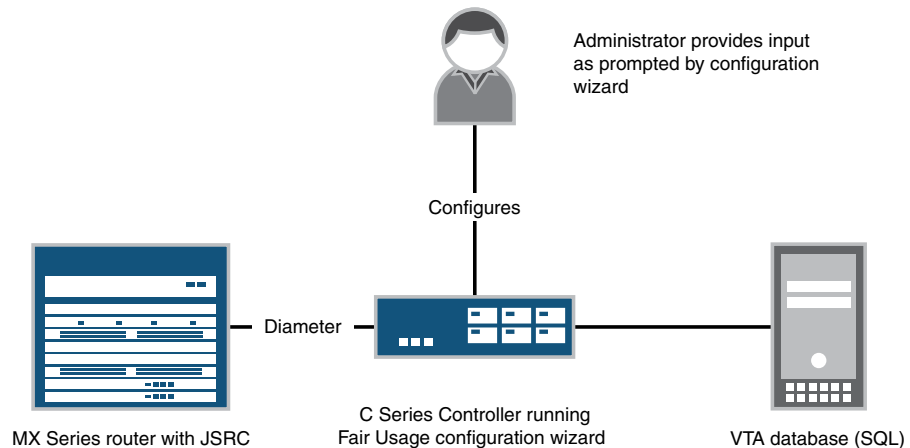 Administrator provides input
as prompted by configuration
wizard
Configures
Diameter
MX Series router with JSRC
C Series Controller running
Fair Usage configuration wizard
VTA database (SQL)